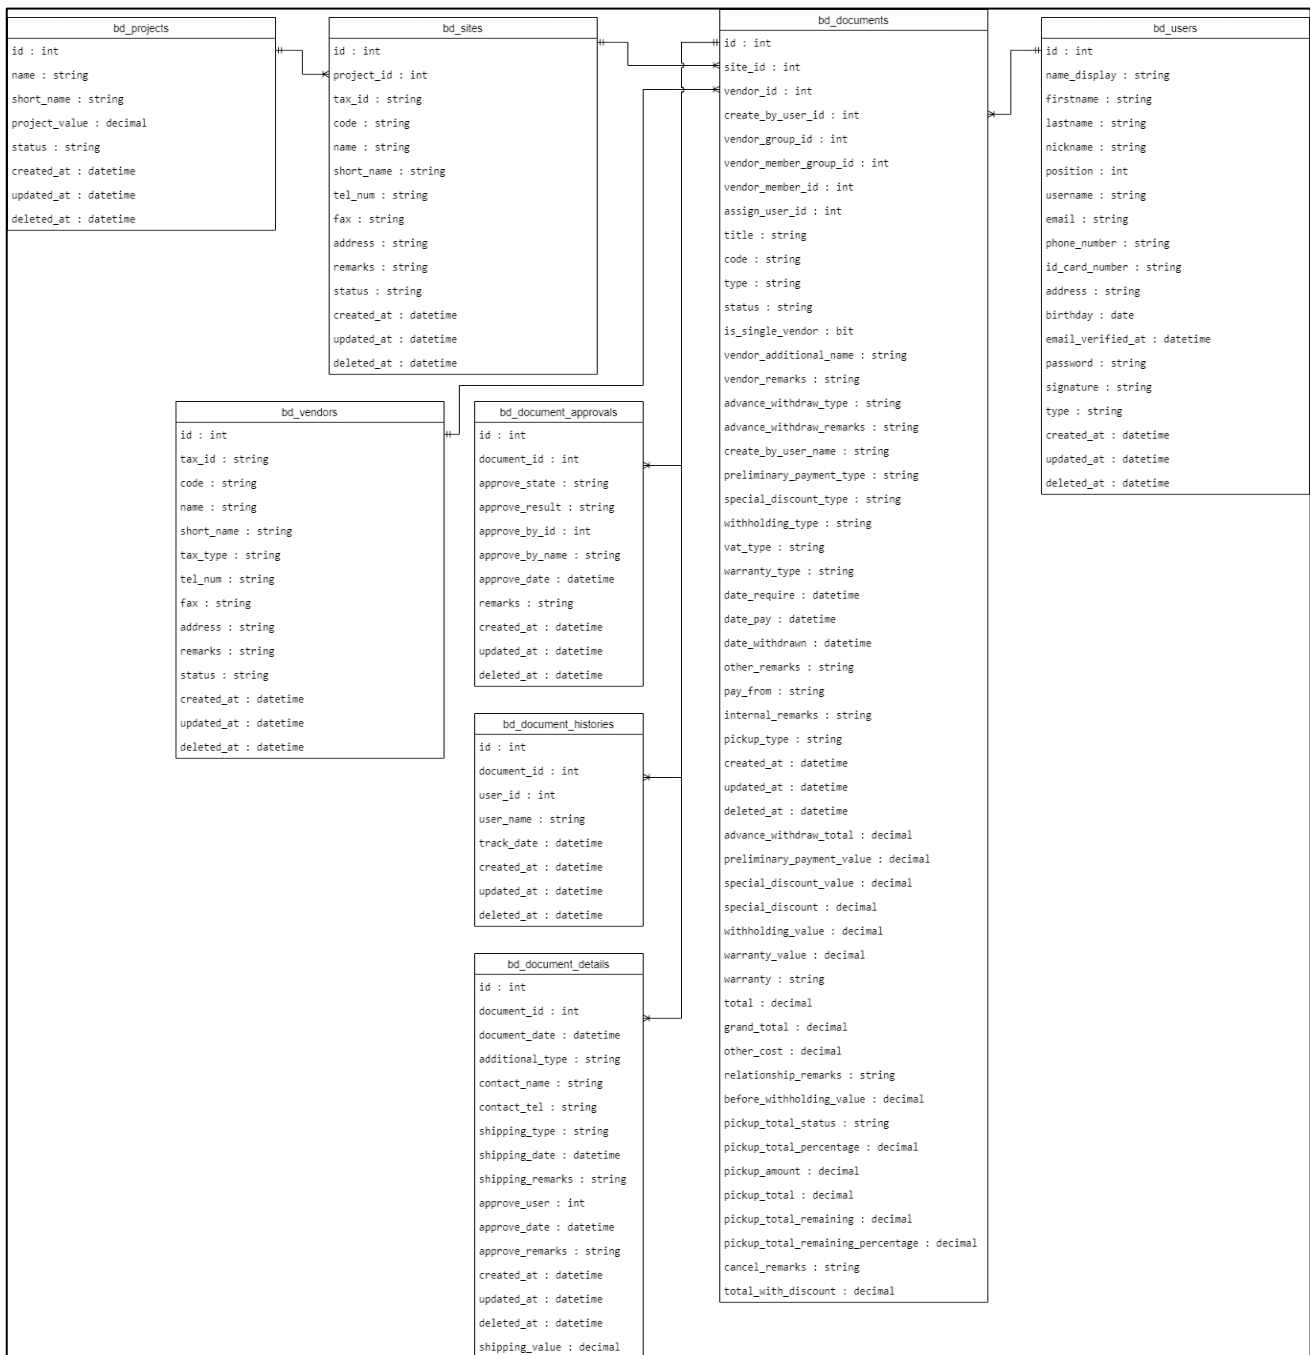 bd_projects
id : int
name : string
short_name : string
project_value : decimal
status : string
created_at : datetime
updated_at : datetime
deleted_at : datetime
bd_sites
id : int
project_id : int
tax_id : string
code : string
name : string
short_name : string
tel_num : string
fax : string
address : string
remarks : string
status : string
created_at : datetime
updated_at : datetime
deleted_at : datetime
bd_documents
id : int
site_id : int
vendor_id : int
create_by_user_id : int
vendor_group_id : int
vendor_member_group_id : int
vendor_member_id : int
assign_user_id : int
title : string
code : string
type : string
status : string
is_single_vendor : bit
vendor_additional_name : string
vendor_remarks : string
advance_withdraw_type : string
advance_withdraw_remarks : string
create_by_user_name : string
preliminary_payment_type : string
special_discount_type : string
withholding_type : string
vat_type : string
warranty_type : string
date_require : datetime
date_pay : datetime
date_withdrawn : datetime
other_remarks : string
pay_from : string
internal_remarks : string
pickup_type : string
created_at : datetime
updated_at : datetime
deleted_at : datetime
advance_withdraw_total : decimal
preliminary_payment_value : decimal
special_discount_value : decimal
special_discount : decimal
withholding_value : decimal
warranty_value : decimal
warranty : string
total : decimal
grand_total : decimal
other_cost : decimal
relationship_remarks : string
before_withholding_value : decimal
pickup_total_status : string
pickup_total_percentage : decimal
pickup_amount : decimal
pickup_total : decimal
pickup_total_remaining : decimal
pickup_total_remaining_percentage : decimal
cancel_remarks : string
total_with_discount : decimal
bd_users
id : int
name_display : string
firstname : string
lastname : string
nickname : string
position : int
username : string
email : string
phone_number : string
id_card_number : string
address : string
birthday : date
email_verified_at : datetime
password : string
signature : string
type : string
created_at : datetime
updated_at : datetime
deleted_at : datetime
bd_vendors
id : int
tax_id : string
code : string
name : string
short_name : string
tax_type : string
tel_num : string
fax : string
address : string
remarks : string
status : string
created_at : datetime
updated_at : datetime
deleted_at : datetime
bd_document_approvals
id : int
document_id : int
approve_state : string
approve_result : string
approve_by_id : int
approve_by_name : string
approve_date : datetime
remarks : string
created_at : datetime
updated_at : datetime
deleted_at : datetime
bd_document_histories
id : int
document_id : int
user_id : int
user_name : string
track_date : datetime
created_at : datetime
updated_at : datetime
deleted_at : datetime
bd_document_details
id : int
document_id : int
document_date : datetime
additional_type : string
contact_name : string
contact_tel : string
shipping_type : string
shipping_date : datetime
shipping_remarks : string
approve_user : int
approve_date : datetime
approve_remarks : string
created_at : datetime
updated_at : datetime
deleted_at : datetime
shipping_value : decimal